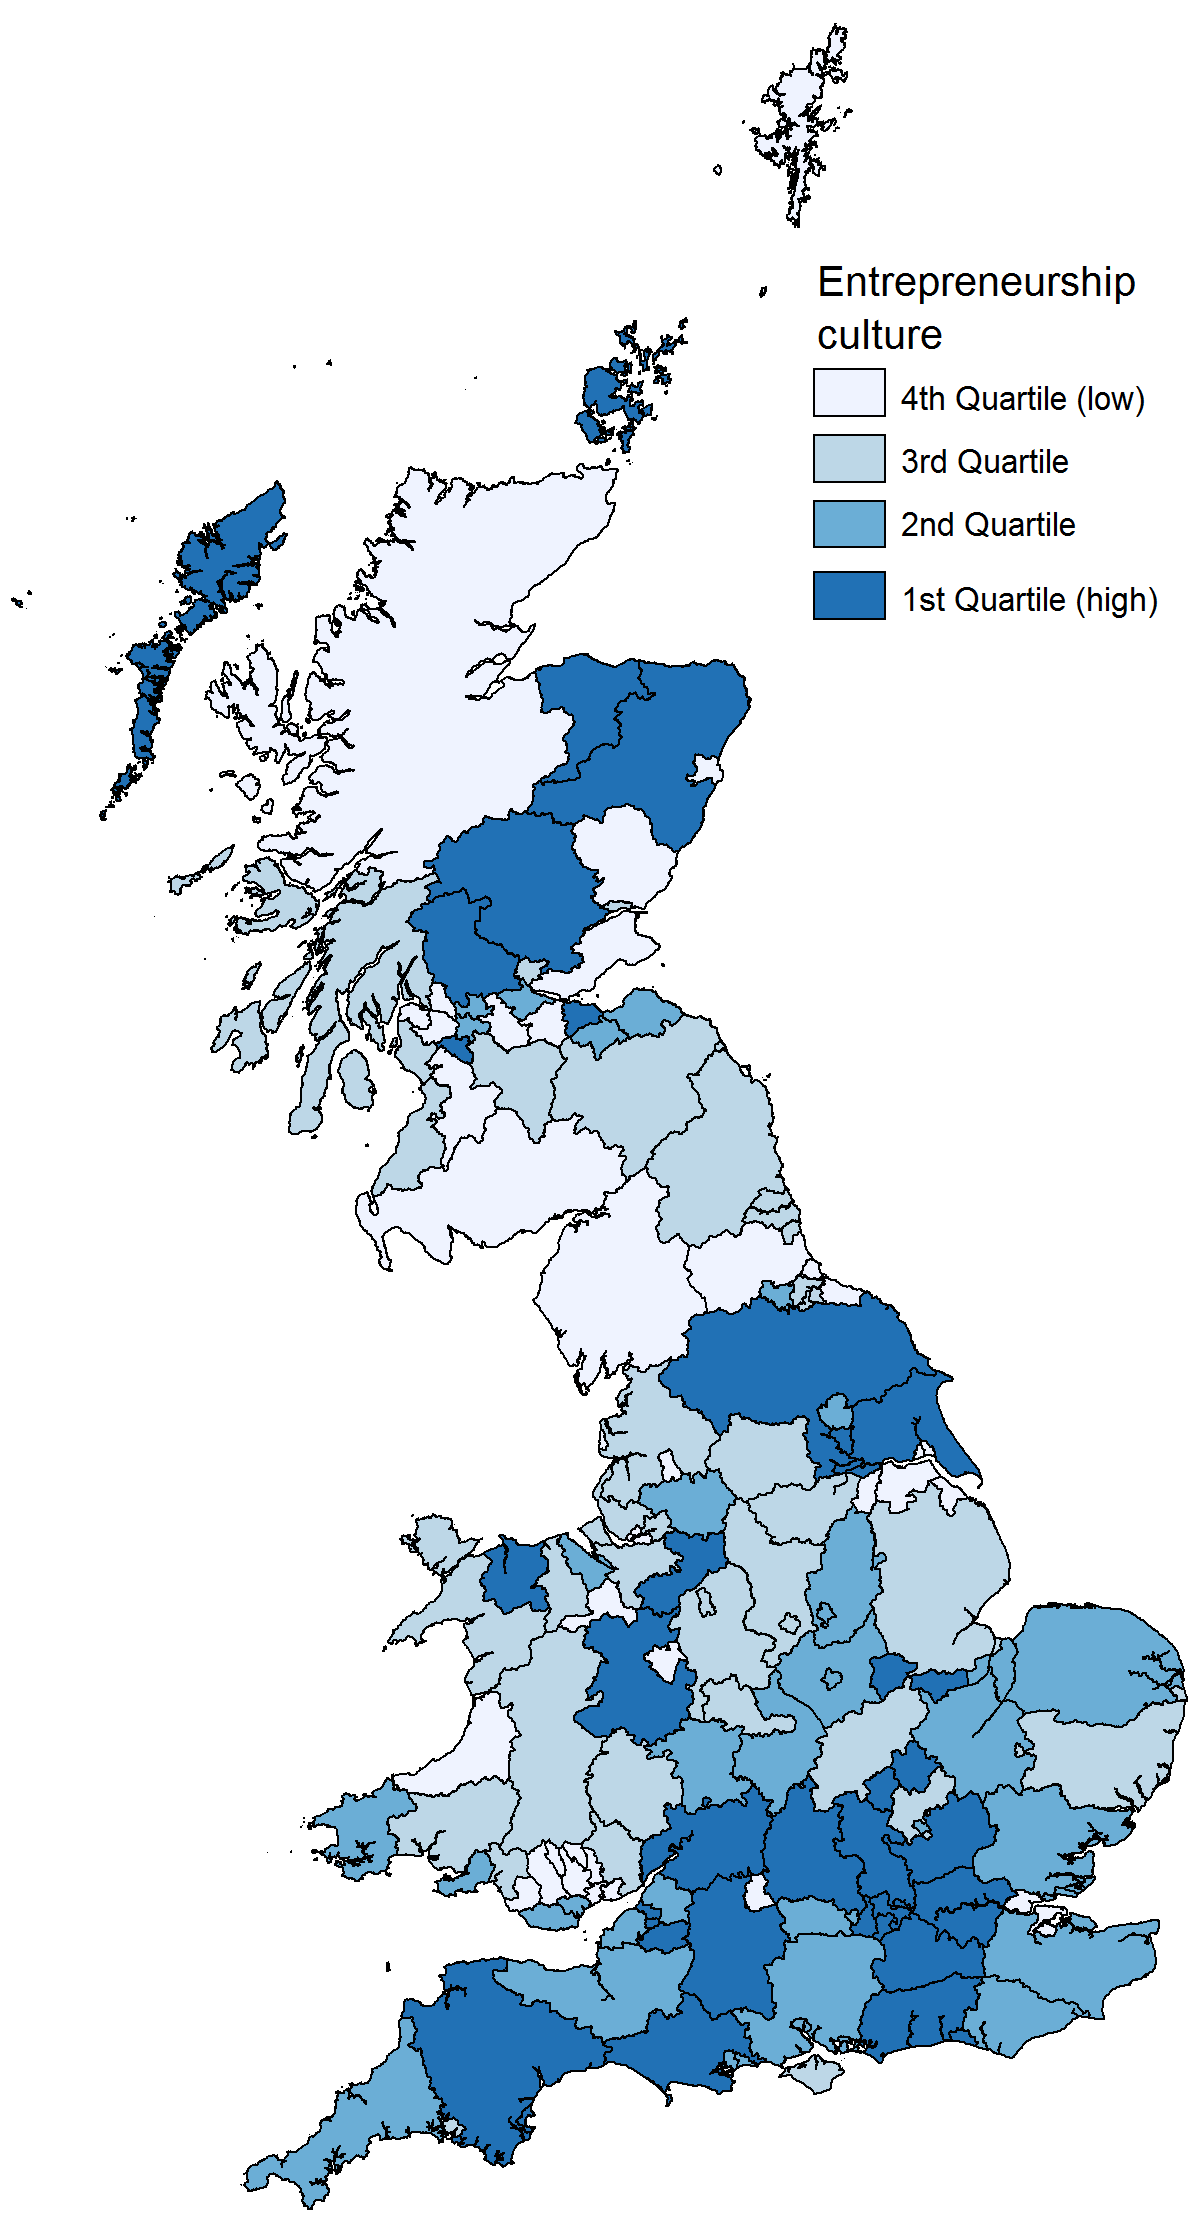 Entrepreneurship
culture
4th Quartile (low)
3rd Quartile
2nd Quartile
1st Quartile (high)